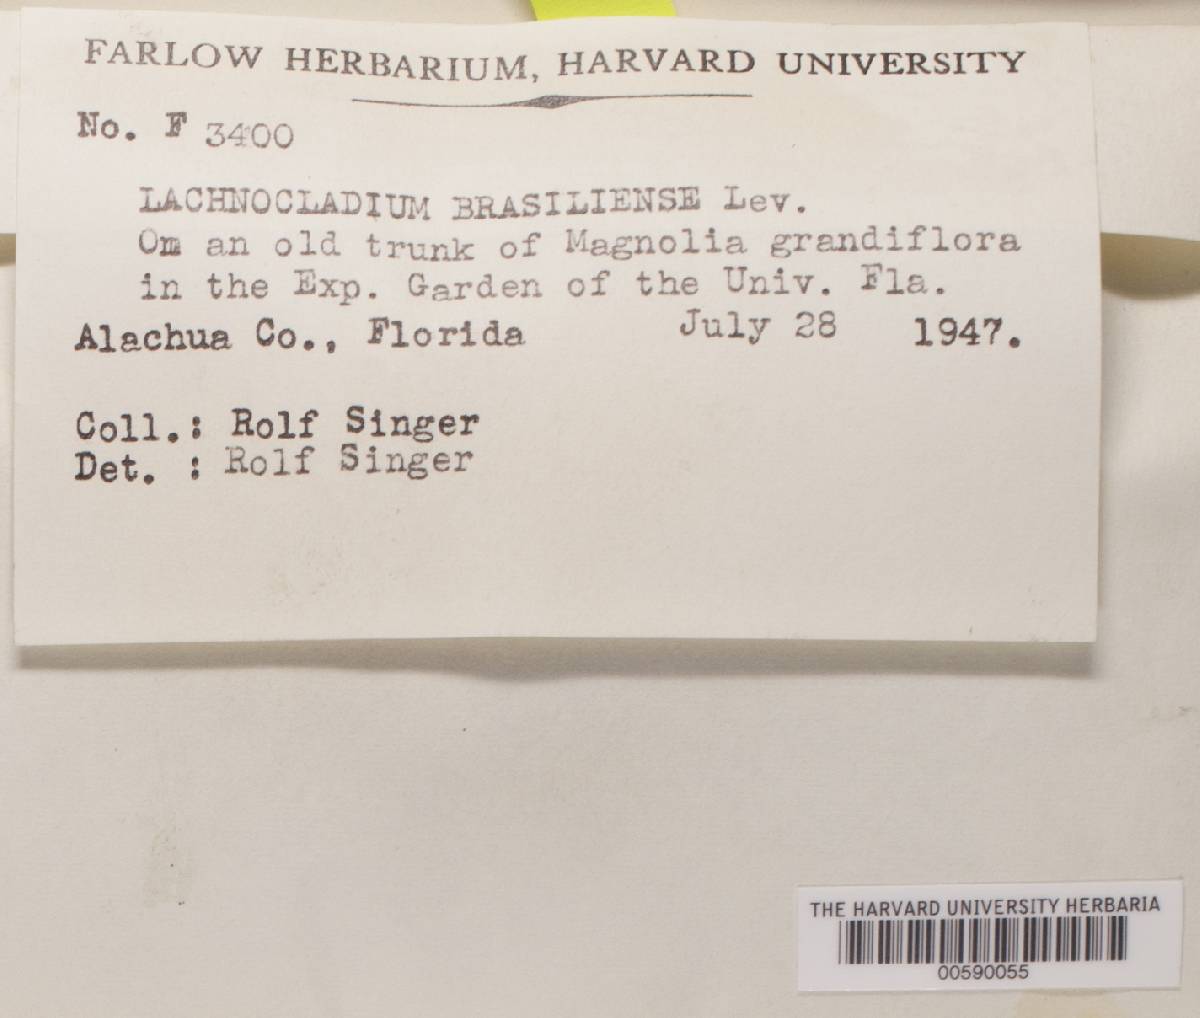 FARLOW HERBARIUM, HARVARD UNIVERSITY
No. F 3400
LACHNOCLADIUM BRASILIENSE Lev.
Om an old trunk of Magnolia grandiflora
in the Exp. Garden of the Univ. Fla.
Alachua Co., Florida July 28 1947.
Coll.: Rolf Singer
Det. : Rolf Singer
THE HARVARD UNIVERSITY HERBARIA
00590055